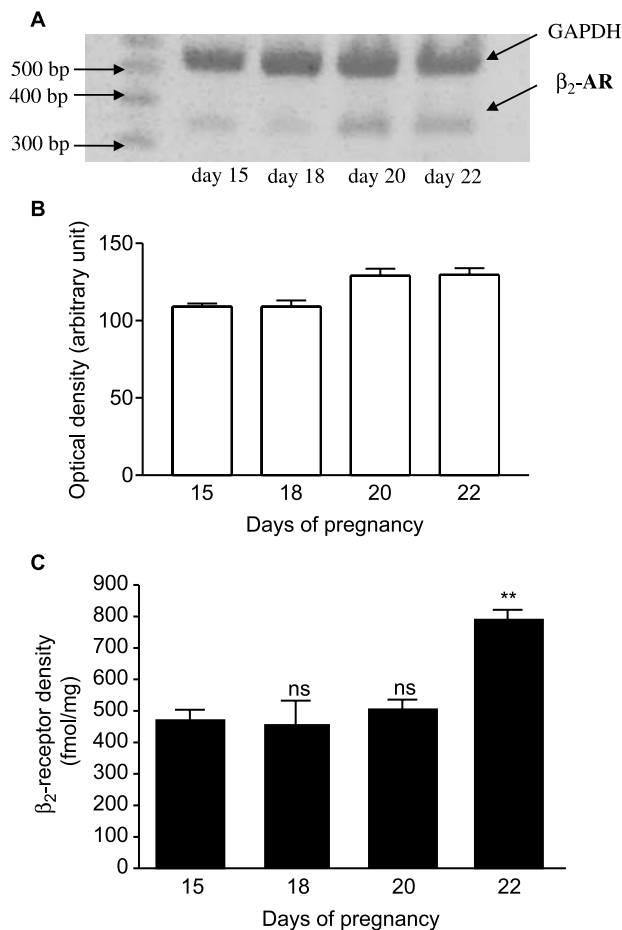 A
GAPDH
500 bp
400 bp
β2-AR
300 bp
day 15 day 18 day 20 day 22
B
Optical density (arbitrary unit)
150
100
50
0
15 18 20 22
Days of pregnancy
C
β2-receptor density
(fmol/mg)
900
800
700
600
500
400
300
200
100
0
ns
ns
**
15 18 20 22
Days of pregnancy